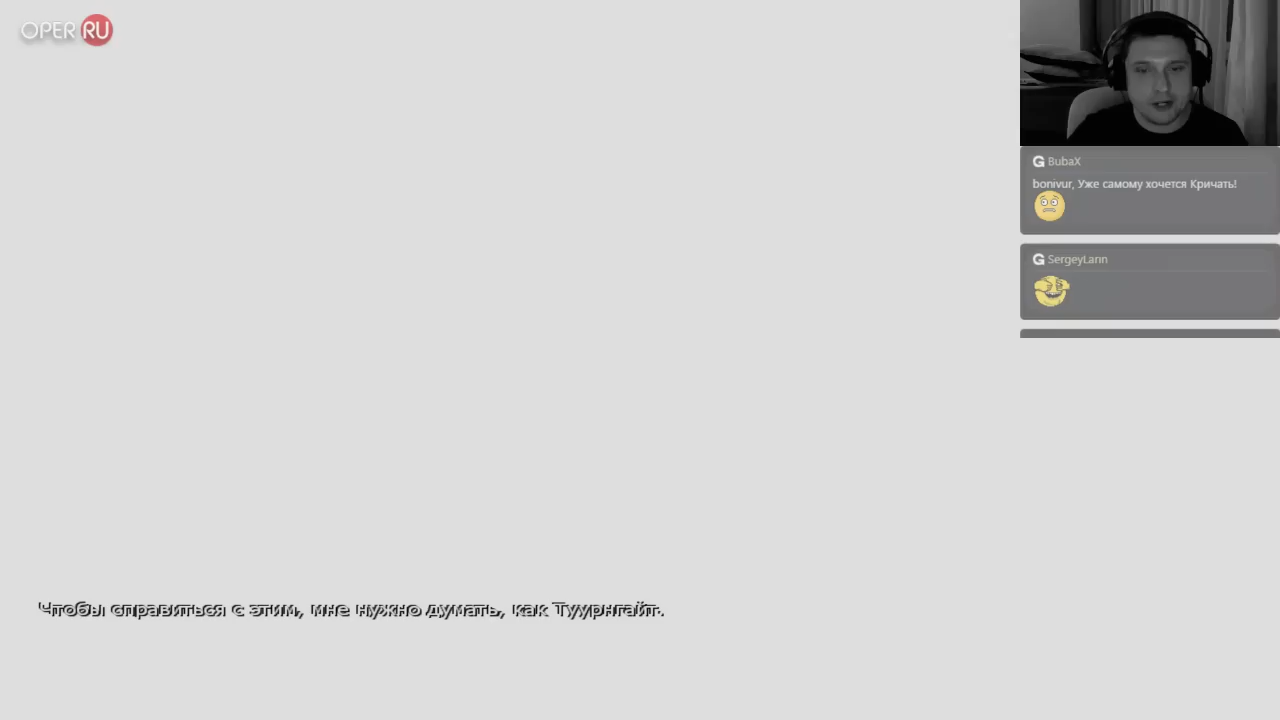 OPER RU
BubaX
bonivur, Уже самому хочется Кричать!
SergeyLarin
Чтобы справиться с этим, мне нужно думать, как Туурнгайт.